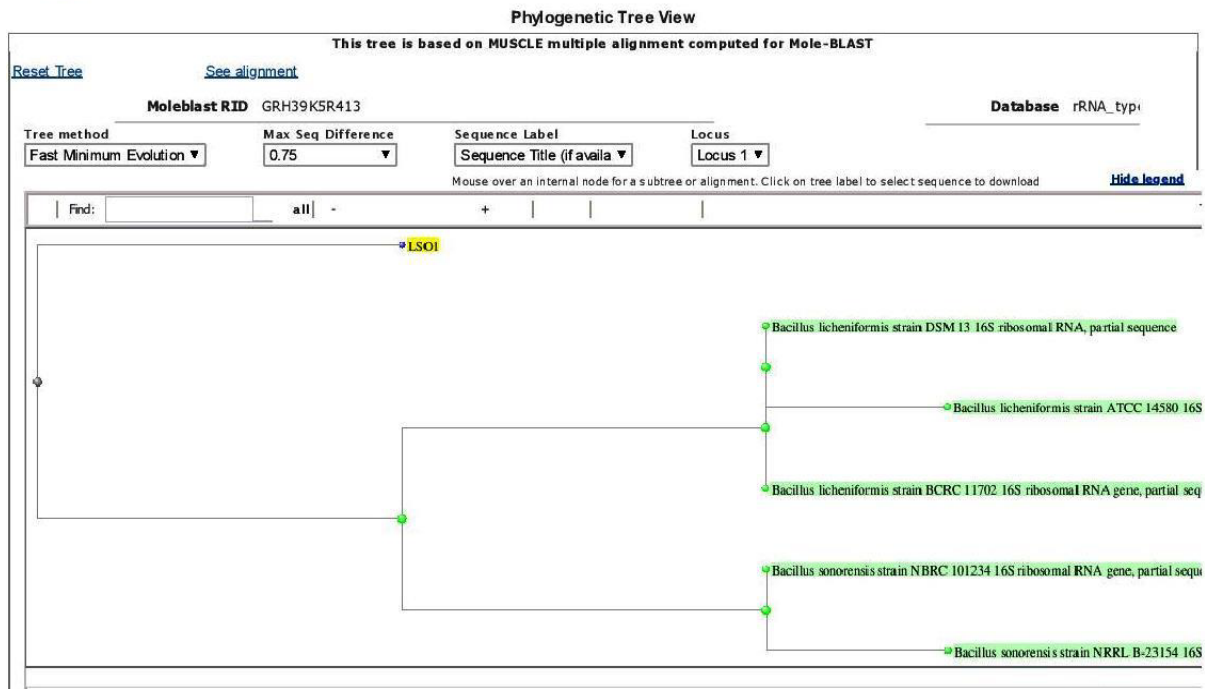 Phylogenetic Tree View
This tree is based on MUSCLE multiple alignment computed for Mole-BLAST
Reset Tree See alignment
Moleblast RID GRH39K5R413 Database rRNA_type
Tree method Max Seq Difference Sequence Label Locus
Fast Minimum Evolution ▼ 0.75 ▼ Sequence Title (if availa ▼ Locus 1 ▼
Mouse over an internal node for a subtree or alignment. Click on tree label to select sequence to download Hide legend
Find: all - +
LSO1
Bacillus licheniformis strain DSM 13 16S ribosomal RNA, partial sequence
Bacillus licheniformis strain ATCC 14580 16S
Bacillus licheniformis strain BCRC 11702 16S ribosomal RNA gene, partial seq
Bacillus sonorensis strain NBRC 101234 16S ribosomal RNA gene, partial sequ
Bacillus sonorensis strain NRRL B-23154 16S